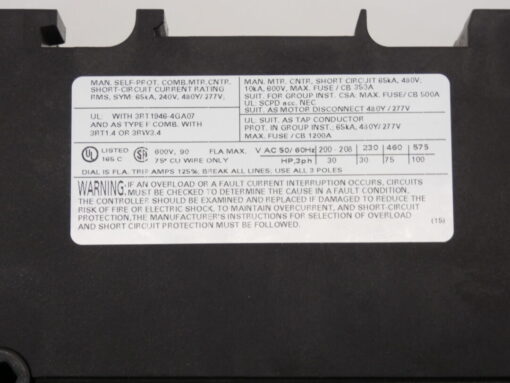 MAN. SELF-PROT. COMB.MTR.CNTR.
SHORT-CIRCUIT CURRENT RATING
RMS, SYM: 65kA, 240V, 480Y/ 277V,
UL: WITH 3RT1946-4GA07
AND AS TYPE F COMB. WITH
3RT1.4 OR 3RW3.4
MAN. MTR. CNTR, SHORT CIRCUIT 65kA, 480V;
10kA, 600V, MAX. FUSE / CB 350A
SUIT. FOR GROUP INST. CSA: MAX. FUSE/ CB 500A
UL: SCPD acc. NEC
SUIT. AS MOTOR DISCONNECT 480Y/ 277V
UL: SUIT. AS TAP CONDUCTOR
PROT. IN GROUP INST.; 65kA, 480Y/ 277V
MAX. FUSE / CB 1200A
UL LISTED 165 C
600V, 90 FLA MAX.
75° CU WIRE ONLY
V AC 50/ 60Hz 200 208 230 460 575
HP,3ph 30 30 75 100
DIAL IS FLA. TRIP AMPS 125%, BREAK ALL LINES, USE ALL 3 POLES
WARNING: IF AN OVERLOAD OR A FAULT CURRENT INTERRUPTION OCCURS, CIRCUITS
MUST BE CHECKED TO DETERMINE THE CAUSE IN A FAULT CONDITION,
THE CONTROLLER SHOULD BE EXAMINED AND REPLACED IF DAMAGED TO REDUCE THE
RISK OF FIRE OR ELECTRIC SHOCK, TO MAINTAIN OVERCURRENT, AND SHORT-CIRCUIT
PROTECTION, THE MANUFACTURER'S INSTRUCTIONS FOR SELECTION OF OVERLOAD
AND SHORT CIRCUIT PROTECTION MUST BE FOLLOWED.
(15)